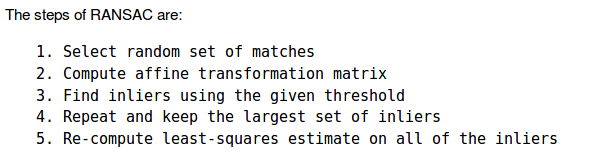 The steps of RANSAC are:
1. Select random set of matches
2. Compute affine transformation matrix
3. Find inliers using the given threshold
4. Repeat and keep the largest set of inliers
5. Re-compute least-squares estimate on all of the inliers